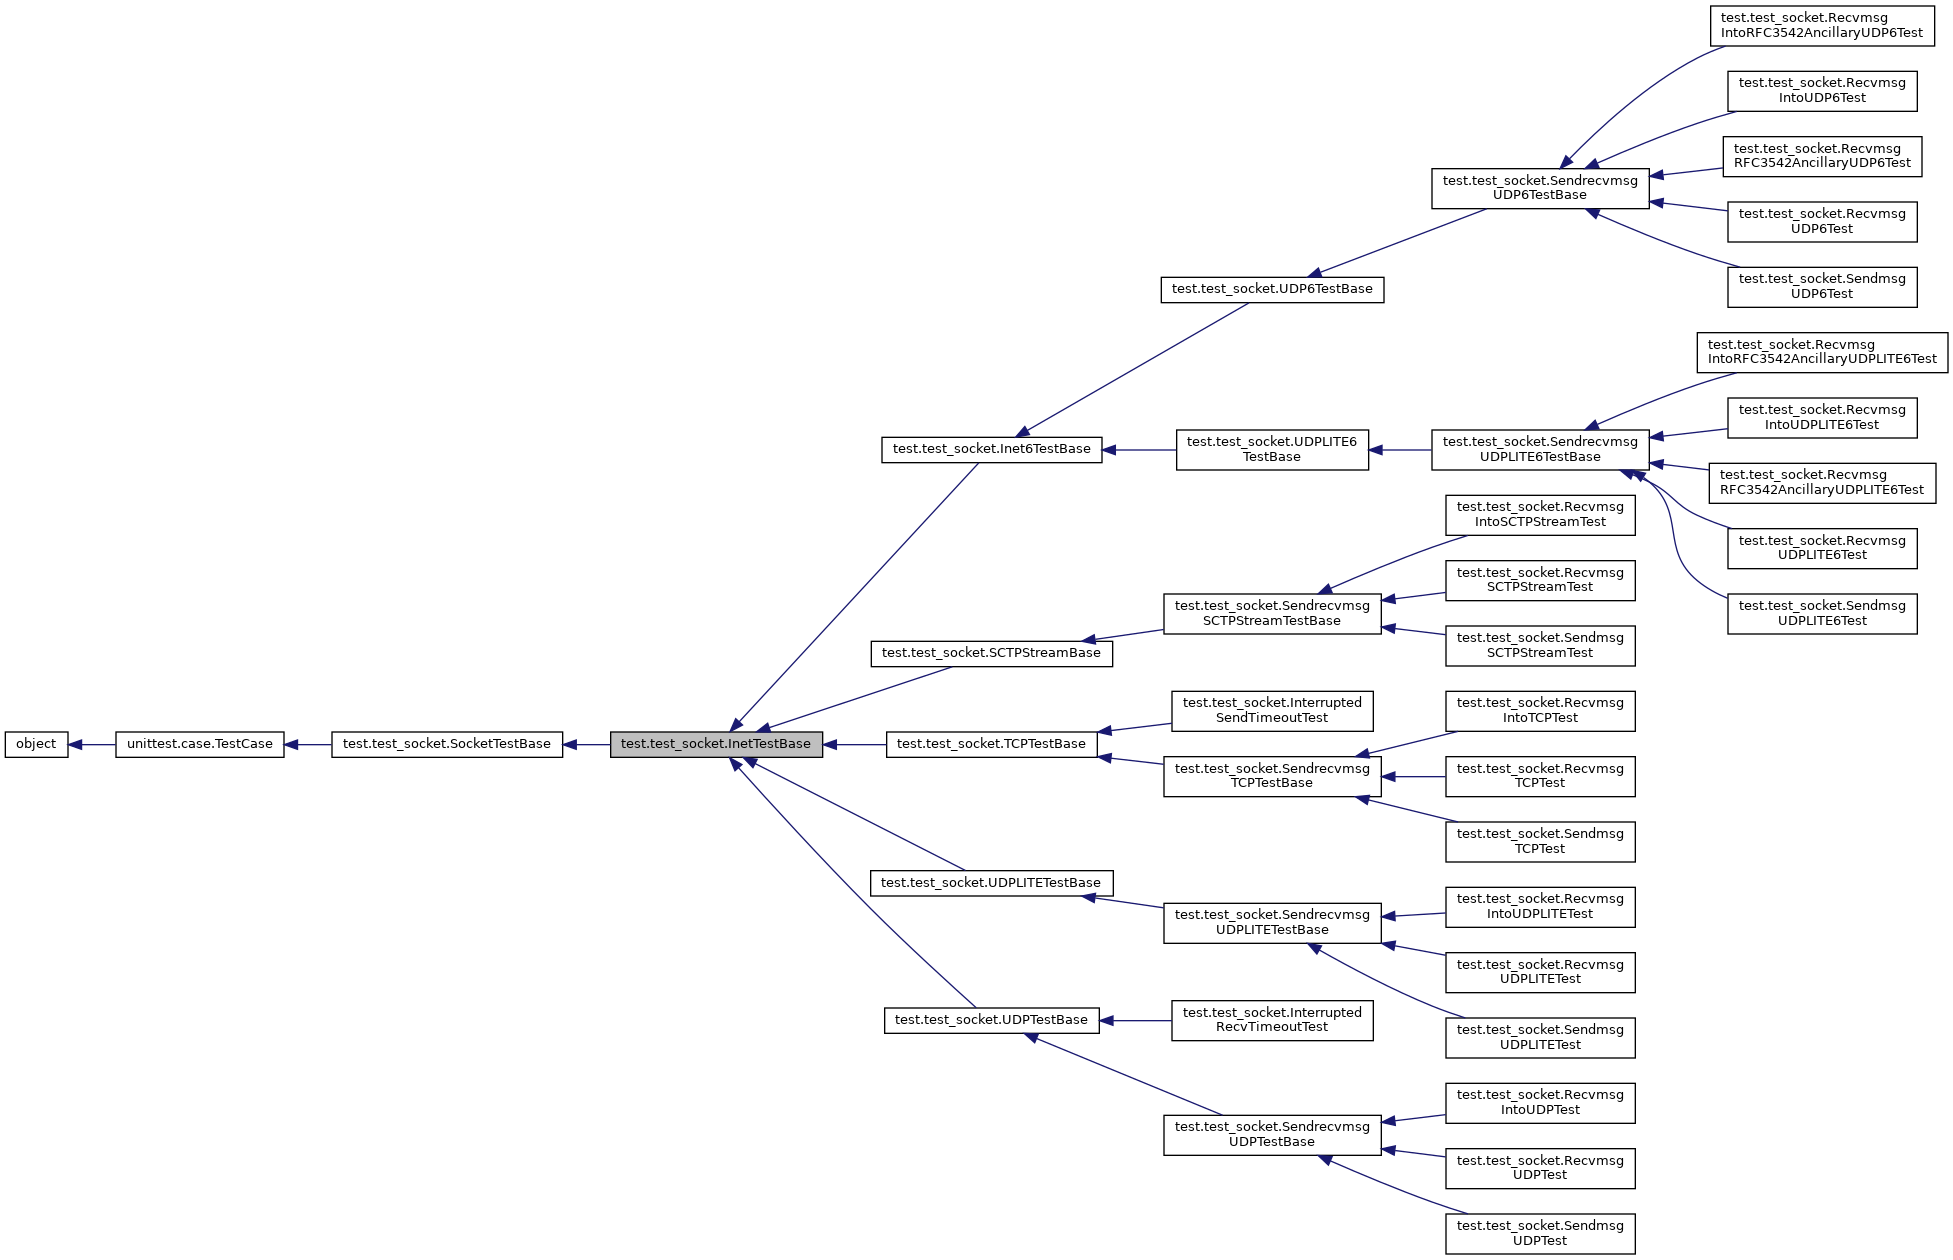 object
unittest.case.TestCase
test.test_socket.SocketTestBase
test.test_socket.InetTestBase
test.test_socket.Inet6TestBase
test.test_socket.SCTPStreamBase
test.test_socket.TCPTestBase
test.test_socket.UDPLITETestBase
test.test_socket.UDPTestBase
test.test_socket.UDP6TestBase
test.test_socket.UDPLITE6
TestBase
test.test_socket.Sendrecvmsg
SCTPStreamTestBase
test.test_socket.Interrupted
SendTimeoutTest
test.test_socket.Sendrecvmsg
TCPTestBase
test.test_socket.Sendrecvmsg
UDPLITETestBase
test.test_socket.Interrupted
RecvTimeoutTest
test.test_socket.Sendrecvmsg
UDPTestBase
test.test_socket.Sendrecvmsg
UDP6TestBase
test.test_socket.Sendrecvmsg
UDPLITE6TestBase
test.test_socket.Recvmsg
IntoSCTPStreamTest
test.test_socket.Recvmsg
SCTPStreamTest
test.test_socket.Sendmsg
SCTPStreamTest
test.test_socket.Recvmsg
IntoTCPTest
test.test_socket.Recvmsg
TCPTest
test.test_socket.Sendmsg
TCPTest
test.test_socket.Recvmsg
IntoUDPLITETest
test.test_socket.Recvmsg
UDPLITETest
test.test_socket.Sendmsg
UDPLITETest
test.test_socket.Recvmsg
IntoUDPTest
test.test_socket.Recvmsg
UDPTest
test.test_socket.Sendmsg
UDPTest
test.test_socket.Recvmsg
IntoRFC3542AncillaryUDP6Test
test.test_socket.Recvmsg
IntoUDP6Test
test.test_socket.Recvmsg
RFC3542AncillaryUDP6Test
test.test_socket.Recvmsg
UDP6Test
test.test_socket.Sendmsg
UDP6Test
test.test_socket.Recvmsg
IntoRFC3542AncillaryUDPLITE6Test
test.test_socket.Recvmsg
IntoUDPLITE6Test
test.test_socket.Recvmsg
RFC3542AncillaryUDPLITE6Test
test.test_socket.Recvmsg
UDPLITE6Test
test.test_socket.Sendmsg
UDPLITE6Test